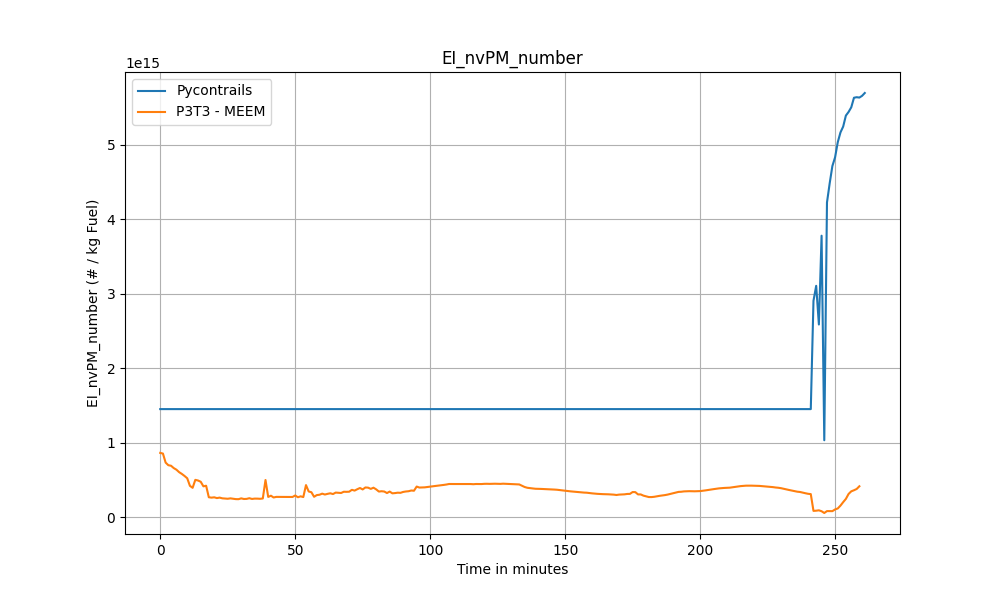 EI_nvPM_number
1e15
Pycontrails
P3T3 - MEEM
EI_nvPM_number (# / kg Fuel)
5
4
3
2
1
0
0 50 100 150 200 250
Time in minutes